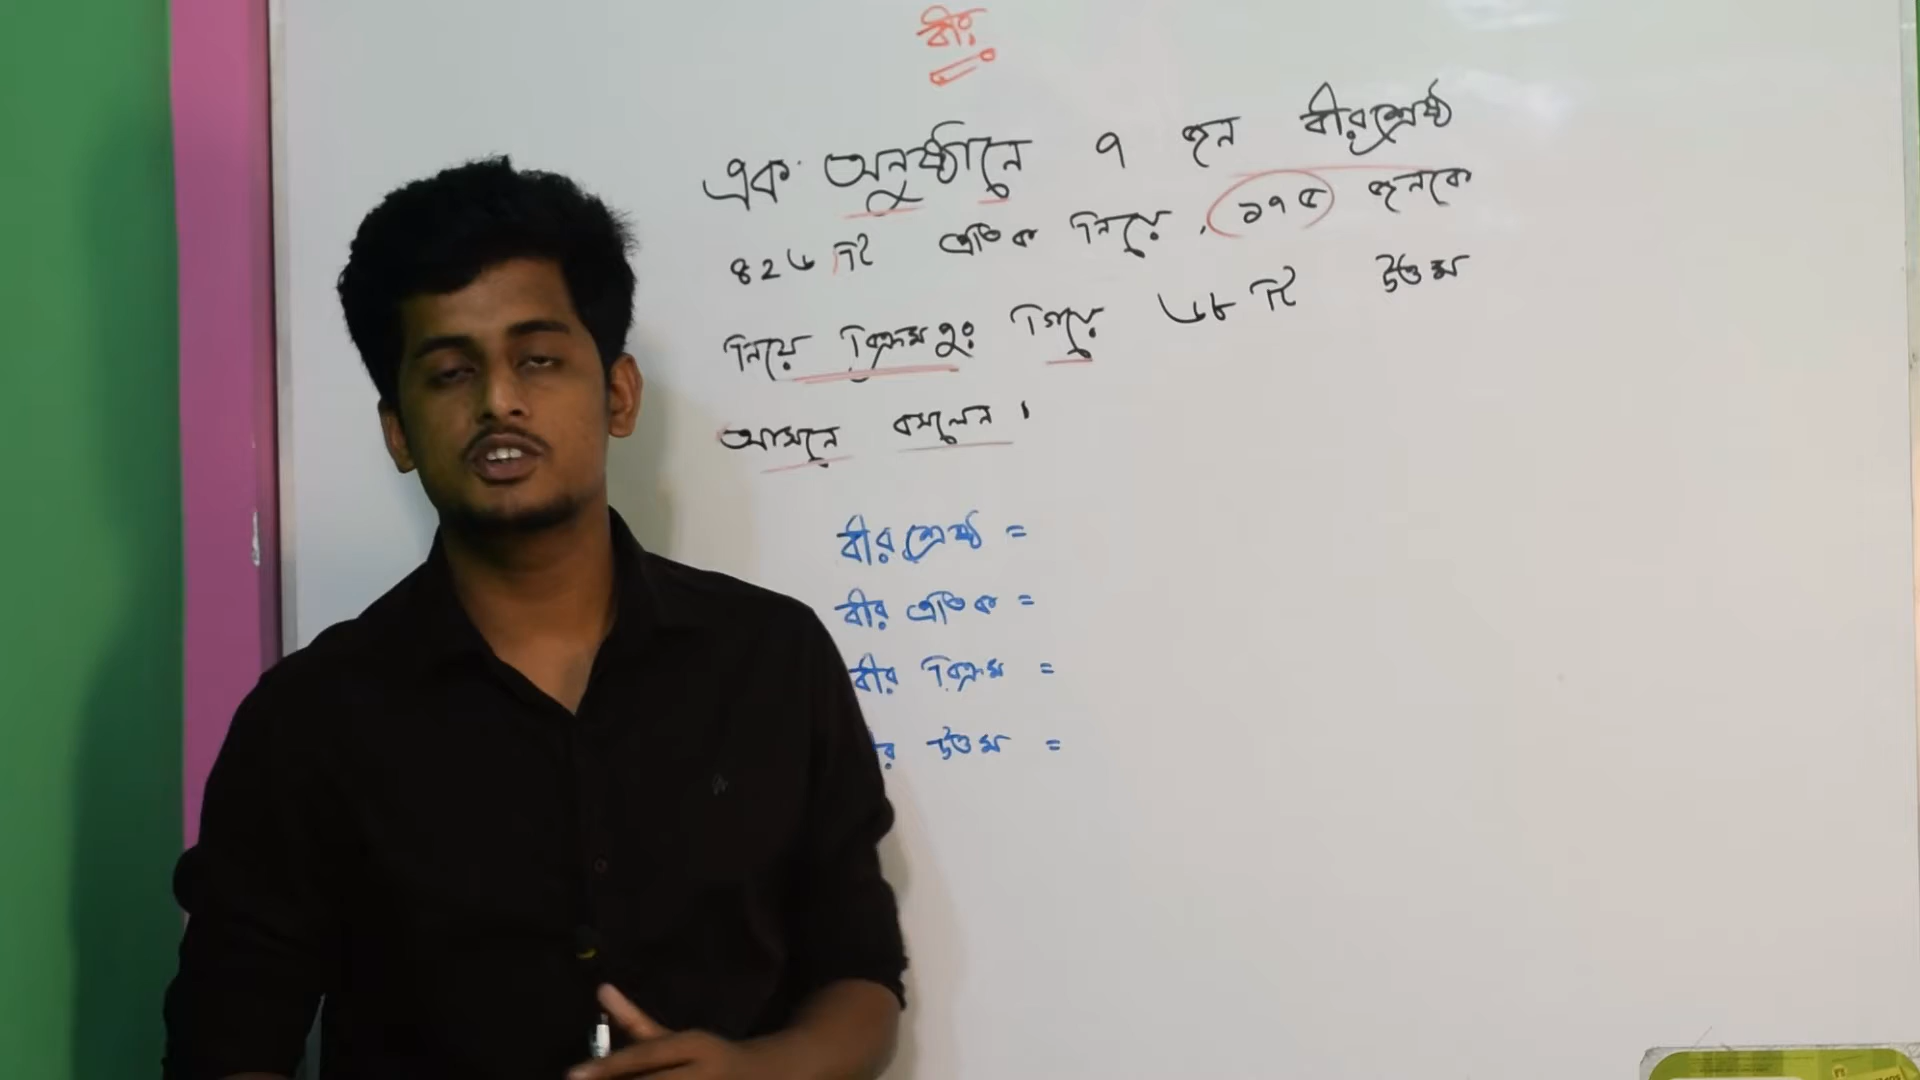 বীর
এক অনুষ্ঠানে ৭ জন বীরশ্রেষ্ঠ
৪২৬ টি প্রতিক নিয়ে, ১৭৫ জনকে
নিয়ে বিক্রমপুর গিয়ে ৬৮ টি উত্তম
আসনে বসলেন।
বীরশ্রেষ্ঠ =
বীর প্রতিক =
বীর বিক্রম =
বীর উত্তম =